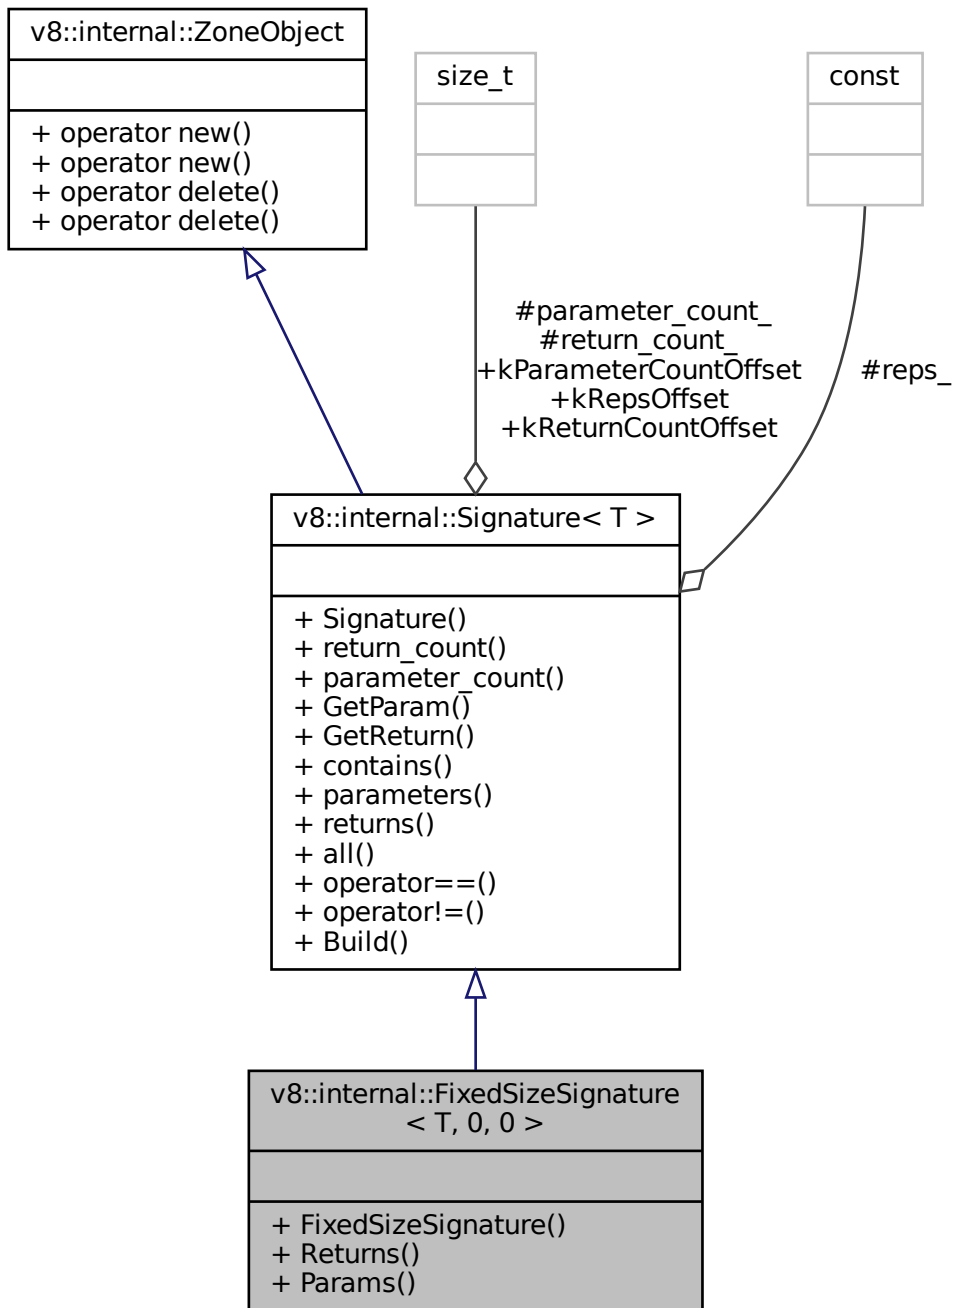 v8::internal::ZoneObject
+ operator new()
+ operator new()
+ operator delete()
+ operator delete()
size_t
const
#parameter_count_
#return_count_
+kParameterCountOffset
+kRepsOffset
+kReturnCountOffset
#reps_
v8::internal::Signature< T >
+ Signature()
+ return_count()
+ parameter_count()
+ GetParam()
+ GetReturn()
+ contains()
+ parameters()
+ returns()
+ all()
+ operator==()
+ operator!=()
+ Build()
v8::internal::FixedSizeSignature
< T, 0, 0 >
+ FixedSizeSignature()
+ Returns()
+ Params()